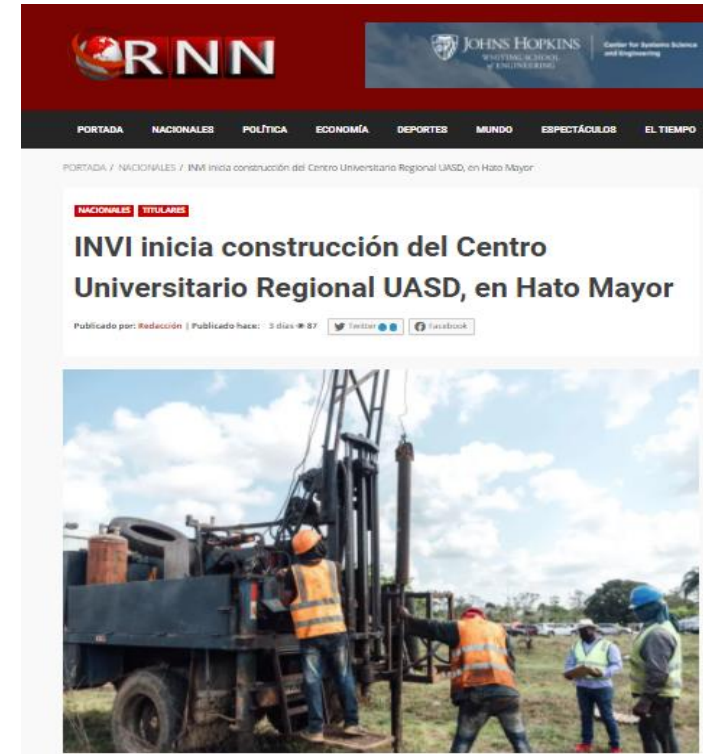 RNN
JOHNS HOPKINS
WHITING SCHOOL
of ENGINEERING
Center for Systems Science
and Engineering
PORTADA NACIONALES POLÍTICA ECONOMÍA DEPORTES MUNDO ESPECTÁCULOS EL TIEMPO
PORTADA / NACIONALES / INVI inicia construcción del Centro Universitario Regional UASD, en Hato Mayor
NACIONALES TITULARES
INVI inicia construcción del Centro
Universitario Regional UASD, en Hato Mayor
Publicado por: Redacción | Publicado hace: 3 días 87 Twitter Facebook